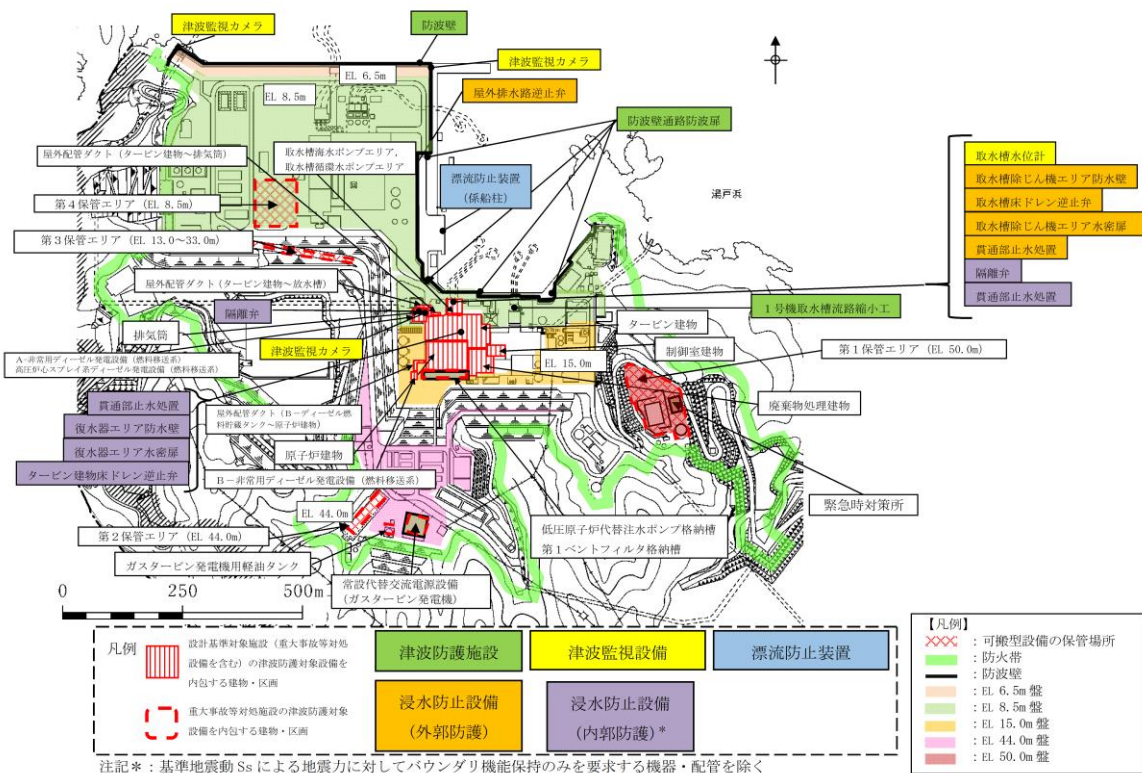 津波監視カメラ
防波壁
津波監視カメラ
EL 6.5m
EL 8.5m
屋外排水路逆止弁
防波壁通路防波扉
屋外配管ダクト（タービン建物～排気筒）
取水槽海水ポンプエリア，
取水槽循環水ポンプエリア
漂流防止装置
（係船柱）
湯戸浜
取水槽水位計
取水槽除じん機エリア防水壁
取水槽床ドレン逆止弁
取水槽除じん機エリア水密扉
貫通部止水処置
隔離弁
貫通部止水処置
第４保管エリア（EL 8.5m）
第３保管エリア（EL 13.0～33.0m）
屋外配管ダクト（タービン建物～放水槽）
隔離弁
排気筒
津波監視カメラ
１号機取水槽流路縮小工
タービン建物
制御室建物
第１保管エリア（EL 50.0m）
EL 15.0m
廃棄物処理建物
A－非常用ディーゼル発電設備（燃料移送系）
高圧炉心スプレイ系ディーゼル発電設備（燃料移送系）
貫通部止水処置
復水器エリア防水壁
復水器エリア水密扉
タービン建物床ドレン逆止弁
屋外配管ダクト（B－ディーゼル燃
料貯蔵タンク～原子炉建物）
原子炉建物
B－非常用ディーゼル発電設備（燃料移送系）
緊急時対策所
EL 44.0m
第２保管エリア（EL 44.0m）
低圧原子炉代替注水ポンプ格納槽
第１ベントフィルタ格納槽
ガスタービン発電機用軽油タンク
常設代替交流電源設備
（ガスタービン発電機）
0 250 500m
凡例
設計基準対象施設（重大事故等対処
設備を含む）の津波防護対象設備を
内包する建物・区画
重大事故等対処施設の津波防護対象
設備を内包する建物・区画
津波防護施設
津波監視設備
漂流防止装置
浸水防止設備
（外郭防護）
浸水防止設備
（内郭防護）＊
【凡例】
：可搬型設備の保管場所
：防火帯
：防波壁
：EL 6.5m 盤
：EL 8.5m 盤
：EL 15.0m 盤
：EL 44.0m 盤
：EL 50.0m 盤
注記＊：基準地震動 Ss による地震力に対してバウンダリ機能保持のみを要求する機器・配管を除く